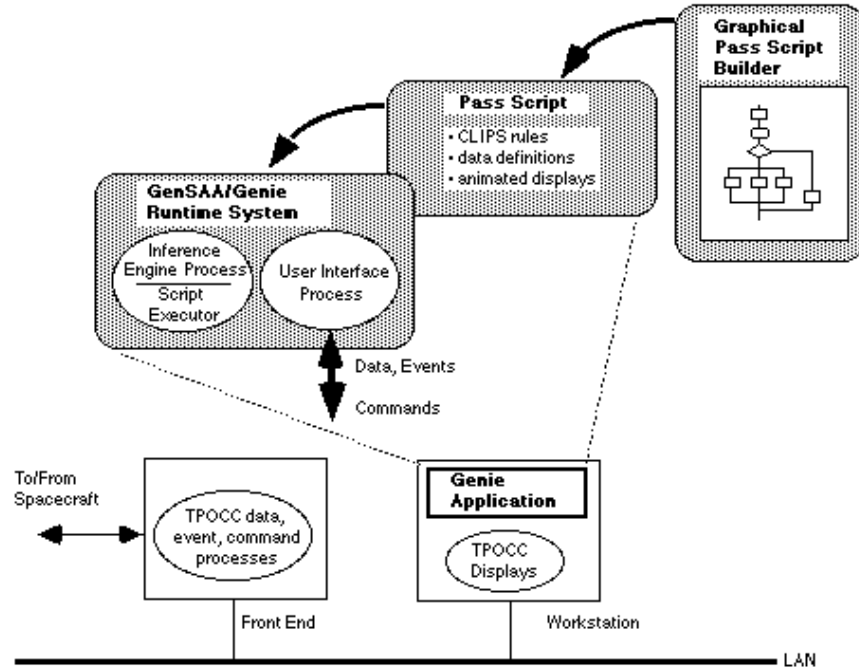 Graphical
Pass Script
Builder
Pass Script
• CLIPS rules
• data definitions
• animated displays
GenSAA/Genie
Runtime System
Inference
Engine Process
Script
Executor
User Interface
Process
Data, Events
Commands
To/From
Spacecraft
TPOCC data,
event, command
processes
Genie
Application
TPOCC
Displays
Front End
Workstation
LAN